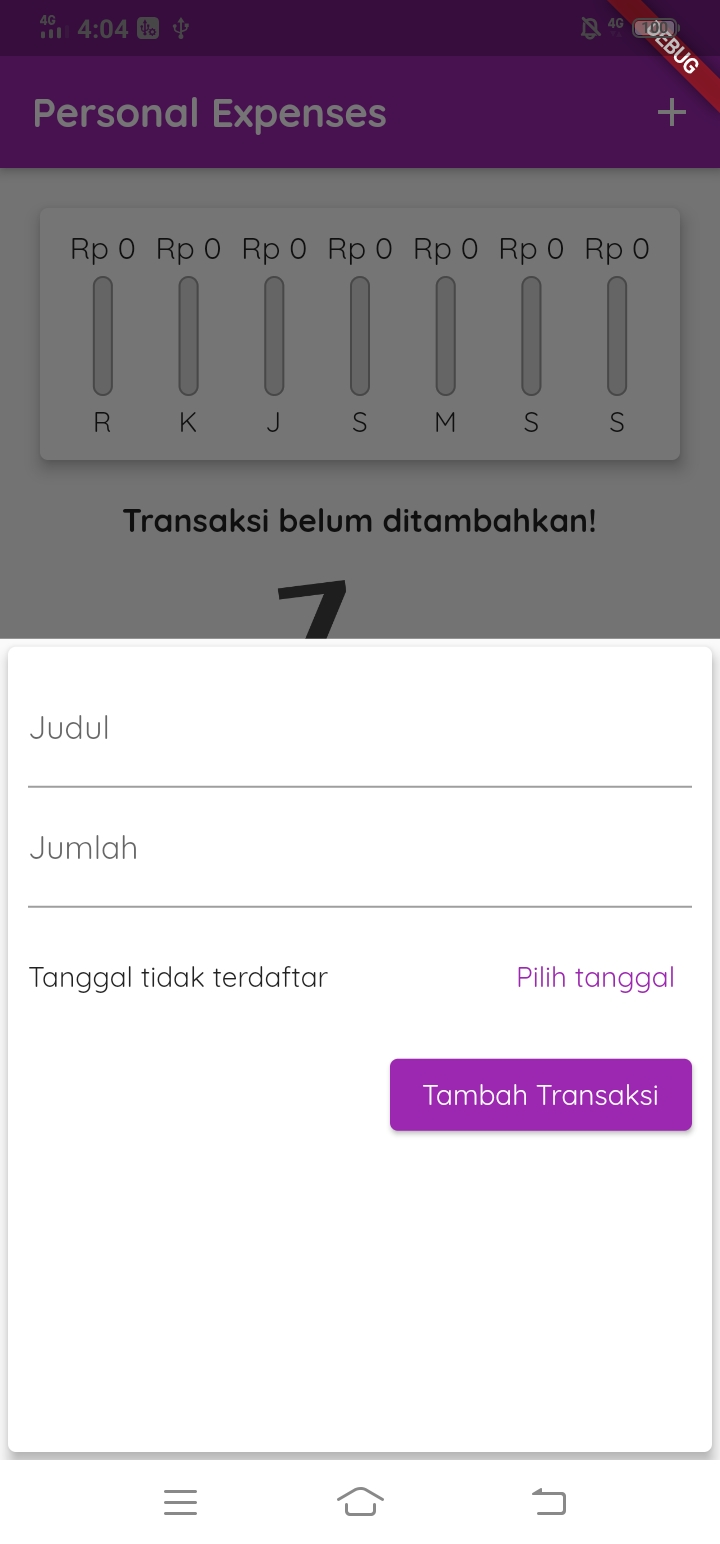 4G 4:04 4G 100
DEBUG
Personal Expenses
Rp 0 Rp 0 Rp 0 Rp 0 Rp 0 Rp 0 Rp 0
R K J S M S S
Transaksi belum ditambahkan!
Judul
Jumlah
Tanggal tidak terdaftar Pilih tanggal
Tambah Transaksi